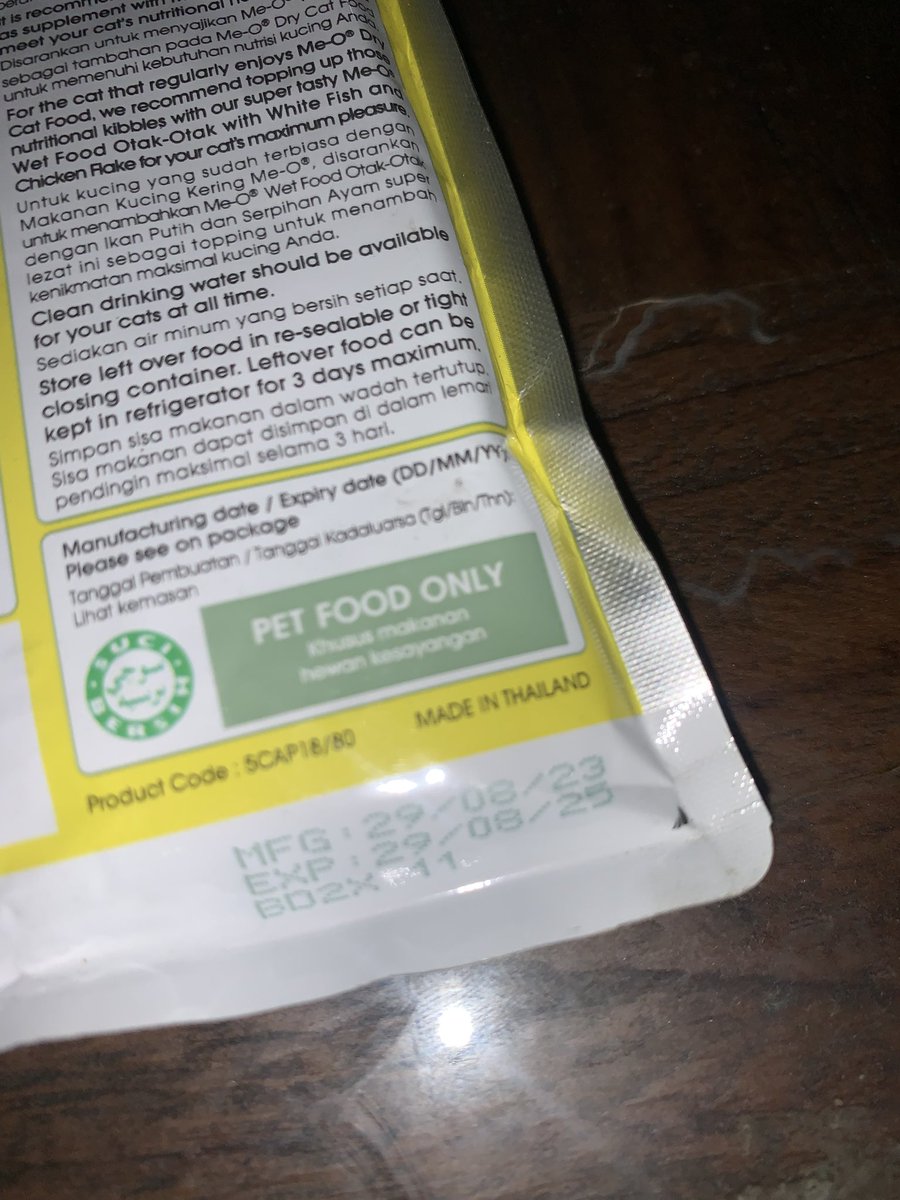 it is recomm
as supplement with
meet your cat's nutritional
Disarankan untuk menyajikan Me-O®
sebagai tambahan pada Me-O® Dry Cat Food
untuk memenuhi kebutuhan nutrisi kucing Anda
For the cat that regularly enjoys Me-O® Dry
Cat Food, we recommend topping up those
nutritional kibbles with our super tasty Me-O®
Wet Food Otak-Otak with White Fish and
Chicken Flake for your cat's maximum pleasure.
Untuk kucing yang sudah terbiasa dengan
Makanan Kucing Kering Me-O®, disarankan
untuk menambahkan Me-O® Wet Food Otak-Otak
dengan Ikan Putih dan Serpihan Ayam super
lezat ini sebagai topping untuk menambah
kenikmatan maksimal kucing Anda.
Clean drinking water should be available
for your cats at all time.
Sediakan air minum yang bersih setiap saat.
Store left over food in re-sealable or tight
closing container. Leftover food can be
kept in refrigerator for 3 days maximum.
Simpan sisa makanan dalam wadah tertutup.
Sisa makanan dapat disimpan di dalam lemari
pendingin maksimal selama 3 hari.
Manufacturing date / Expiry date (DD/MM/YY):
Please see on package
Tanggal Pembuatan / Tanggal Kadaluarsa (Tgl/Bln/Thn):
Lihat kemasan
PET FOOD ONLY
Khusus makanan
hewan kesayangan
SUCI
BERSIH
MADE IN THAILAND
Product Code : 5CAP18/80
MFG : 29/08/23
EXP : 29/08/25
BD2X 11